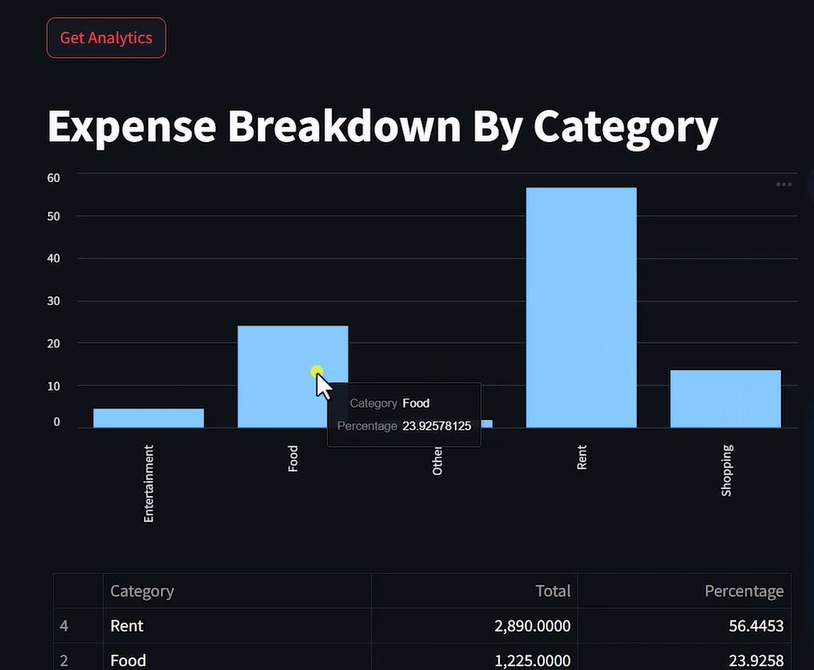 Get Analytics
Expense Breakdown By Category
60
50
40
30
20
10
0
Category Food
Percentage 23.92578125
Entertainment
Food
Other
Rent
Shopping
Category Total Percentage
4 Rent 2,890.0000 56.4453
2 Food 1,225.0000 23.9258